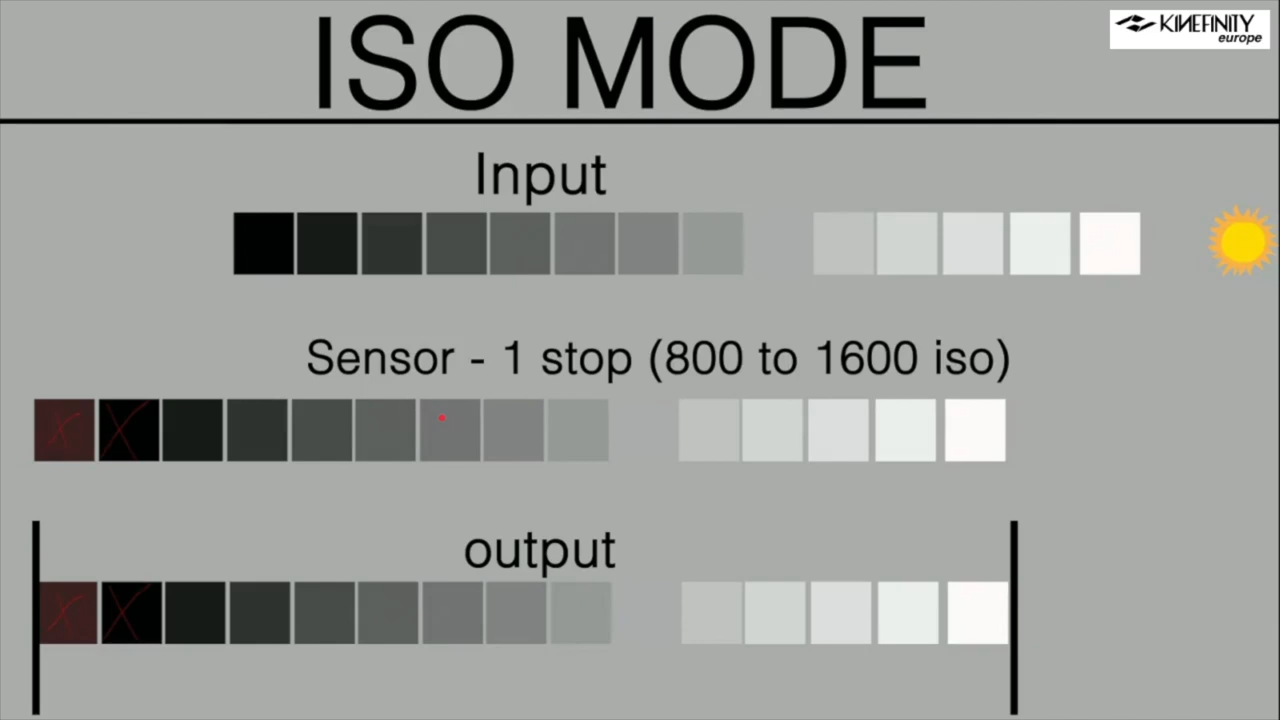 ISO MODE
KINEFINITY
europe
Input
Sensor - 1 stop (800 to 1600 iso)
output